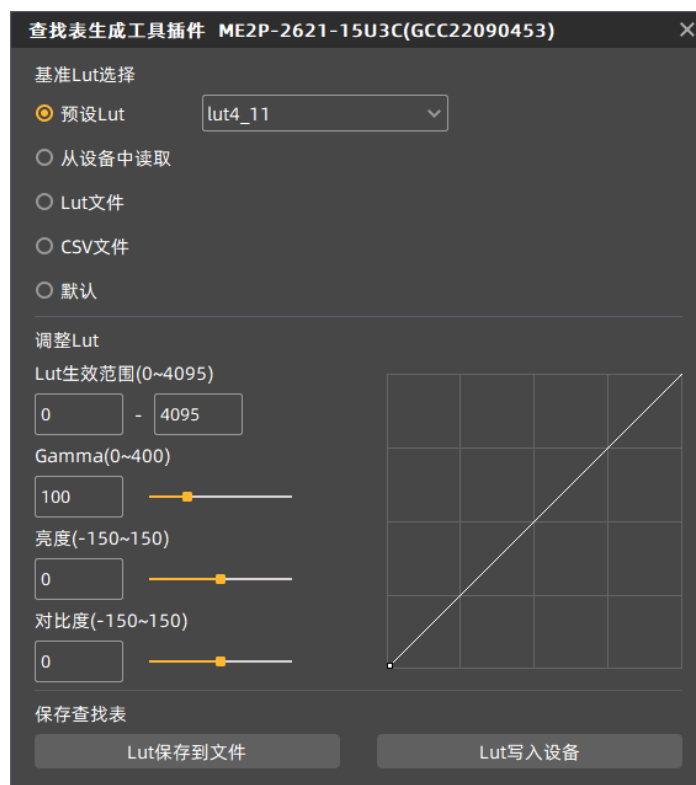 查找表生成工具插件 ME2P-2621-15U3C(GCC22090453)
基准Lut选择
预设Lut lut4_11
从设备中读取
Lut文件
CSV文件
默认
调整Lut
Lut生效范围(0~4095)
0 - 4095
Gamma(0~400)
100
亮度(-150~150)
0
对比度(-150~150)
0
保存查找表
Lut保存到文件 Lut写入设备